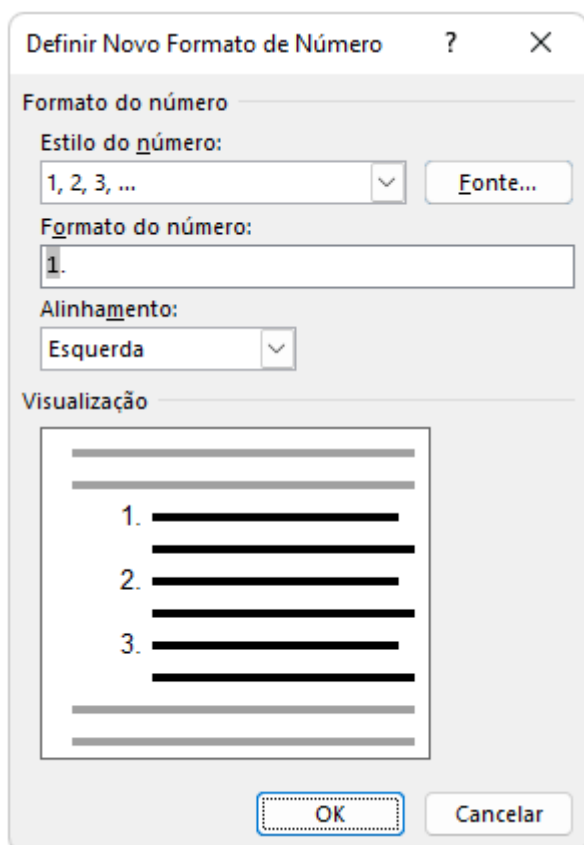 Definir Novo Formato de Número ?
Formato do número
Estilo do número:
1, 2, 3, ... Fonte...
Formato do número:
1.
Alinhamento:
Esquerda
Visualização
1.
2.
3.
OK Cancelar